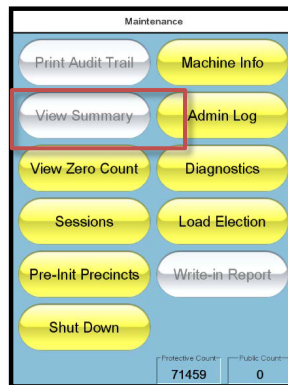 Maintenance
Print Audit Trail Machine Info
View Summary Admin Log
View Zero Count Diagnostics
Sessions Load Election
Pre-Init Precincts Write-in Report
Shut Down
Protective Count Public Count
71459 0